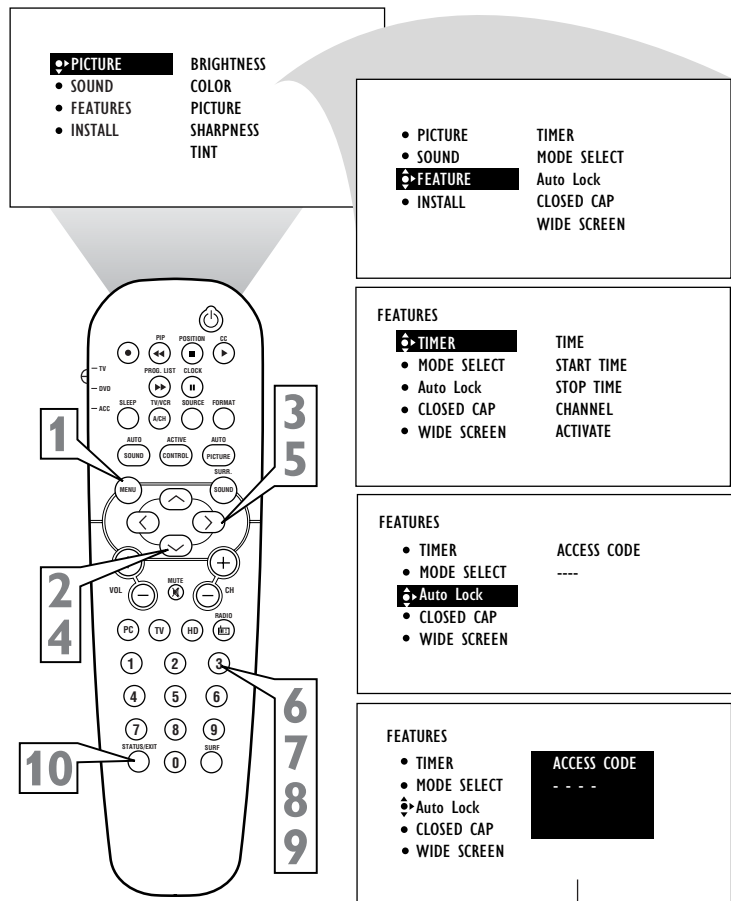 PICTURE BRIGHTNESS
• SOUND COLOR
• FEATURES PICTURE
• INSTALL SHARPNESS
TINT
• PICTURE TIMER
• SOUND MODE SELECT
FEATURE Auto Lock
• INSTALL CLOSED CAP
WIDE SCREEN
FEATURES
TIMER TIME
• MODE SELECT START TIME
• Auto Lock STOP TIME
• CLOSED CAP CHANNEL
• WIDE SCREEN ACTIVATE
FEATURES
• TIMER ACCESS CODE
• MODE SELECT ----
Auto Lock
• CLOSED CAP
• WIDE SCREEN
FEATURES
• TIMER ACCESS CODE
• MODE SELECT - - - -
Auto Lock
• CLOSED CAP
• WIDE SCREEN
PIP POSITION CC
TV
DVD
ACC
PROG. LIST CLOCK
SLEEP TV/VCR SOURCE FORMAT
A/CH
AUTO ACTIVE AUTO
SOUND CONTROL PICTURE
SURR.
MENU SOUND
VOL MUTE CH
RADIO
PC TV HD
1 2 3
4 5 6
7 8 9
STATUS/EXIT SURF
0
1
3
5
2
4
6
7
8
9
10